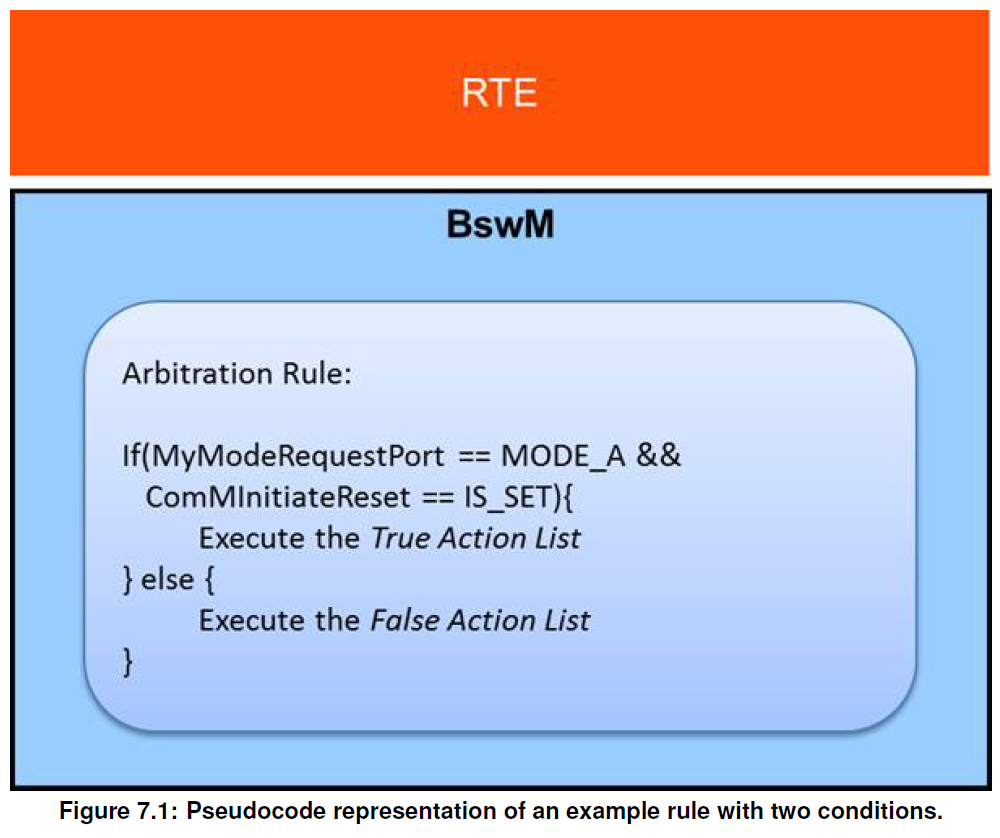 RTE
BswM
Arbitration Rule:
If(MyModeRequestPort == MODE_A &&
ComMInitiateReset == IS_SET){
Execute the True Action List
} else {
Execute the False Action List
}
Figure 7.1: Pseudocode representation of an example rule with two conditions.